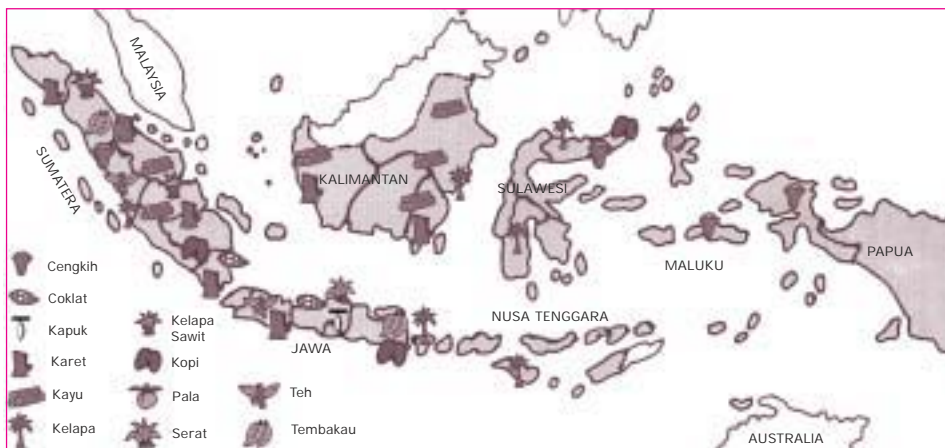 MALAYSIA
SUMATERA
KALIMANTAN
SULAWESI
MALUKU
PAPUA
NUSA TENGGARA
JAWA
AUSTRALIA
Cengkih
Coklat
Kapuk
Karet
Kayu
Kelapa
Kelapa
Sawit
Kopi
Pala
Serat
Teh
Tembakau